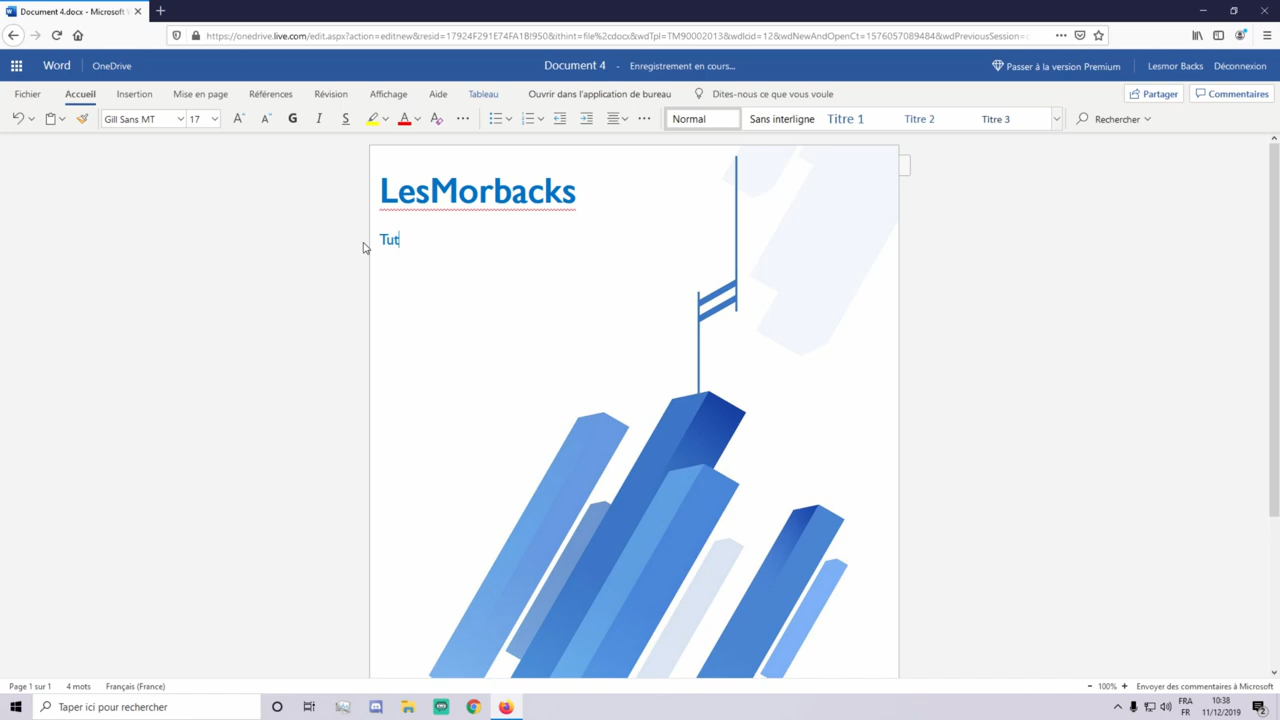 Document 4.docx - Microsoft
https://onedrive.live.com/edit.aspx?action=editnew&resid=17924F291E74FA1B!950&ithint=file%2cdocx&wdTpl=TM90002013&wdlcid=12&wdNewAndOpenCt=1576057089484&wdPreviousSession=
Word OneDrive Document 4 - Enregistrement en cours... Passer à la version Premium Lesmor Backs Déconnexion
Fichier Accueil Insertion Mise en page Références Révision Affichage Aide Tableau Ouvrir dans l'application de bureau Dites-nous ce que vous voule Partager Commentaires
Gill Sans MT 17 A A G I S A Normal Sans interligne Titre 1 Titre 2 Titre 3 Rechercher
LesMorbacks
Tut
Page 1 sur 1 4 mots Français (France) - 100% + Envoyer des commentaires à Microsoft
Taper ici pour rechercher FRA 10:38
FR 11/12/2019 2